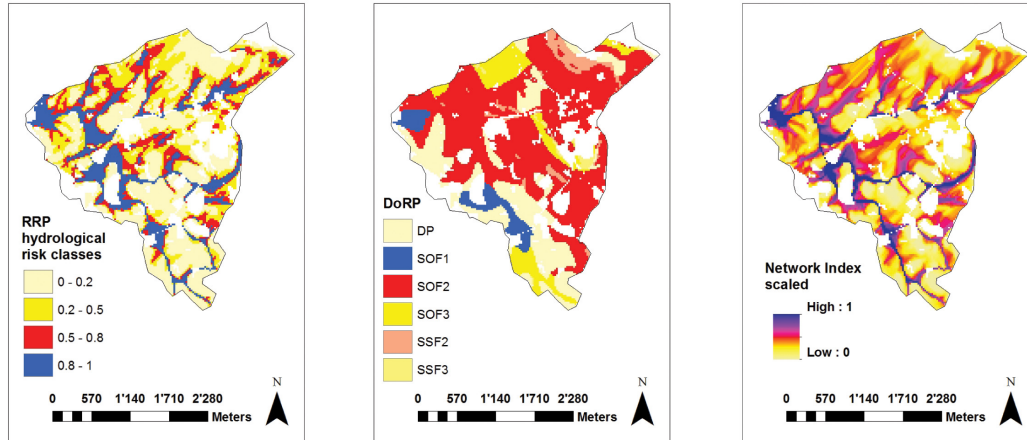 RRP
hydrological
risk classes
0 - 0.2
0.2 - 0.5
0.5 - 0.8
0.8 - 1
N
0 570 1'140 1'710 2'280
Meters
DoRP
DP
SOF1
SOF2
SOF3
SSF2
SSF3
N
0 570 1'140 1'710 2'280
Meters
Network Index
scaled
High : 1
Low : 0
N
0 570 1'140 1'710 2'280
Meters